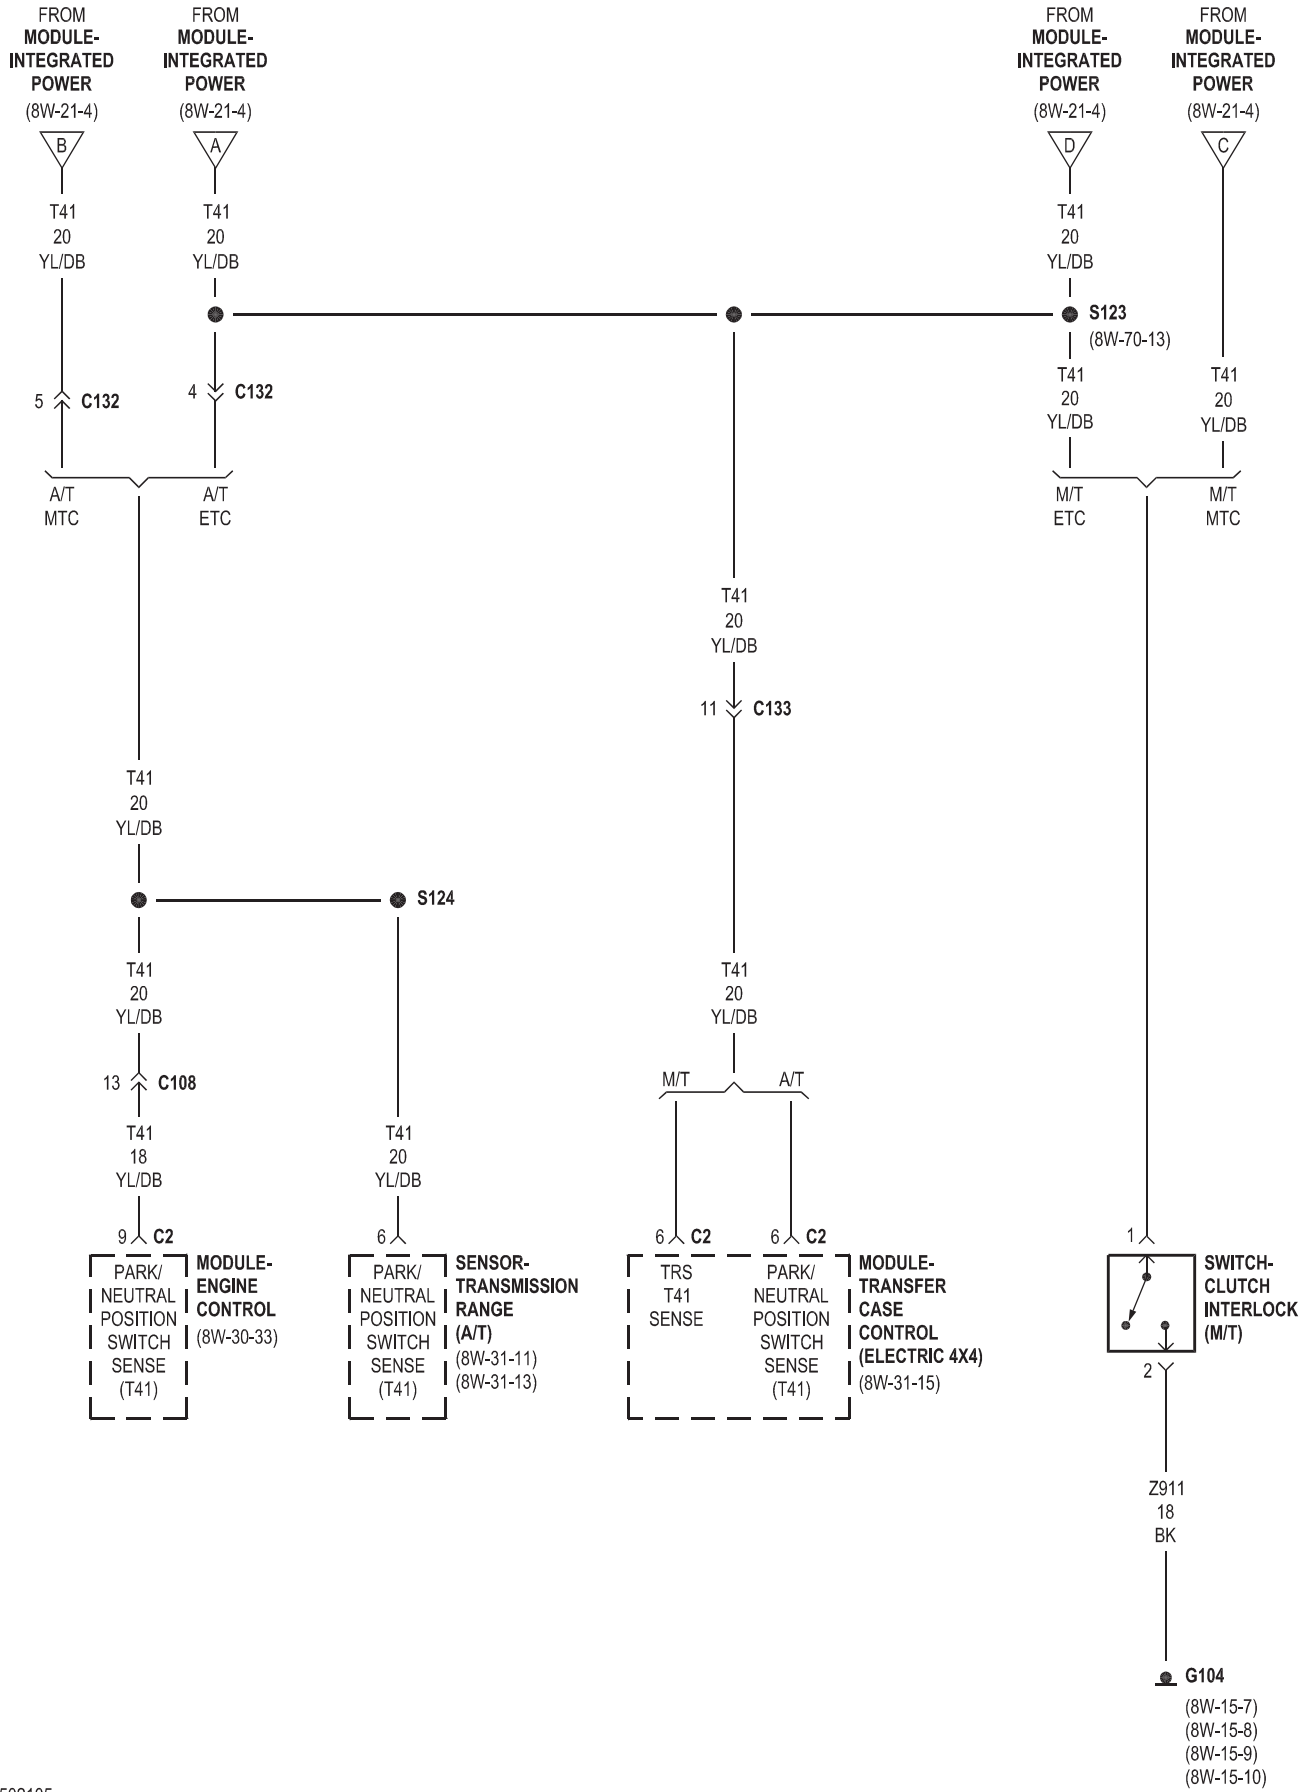 FROM
MODULE-
INTEGRATED
POWER
(8W-21-4)
B
FROM
MODULE-
INTEGRATED
POWER
(8W-21-4)
A
FROM
MODULE-
INTEGRATED
POWER
(8W-21-4)
D
FROM
MODULE-
INTEGRATED
POWER
(8W-21-4)
C
T41
20
YL/DB
T41
20
YL/DB
T41
20
YL/DB
S123
(8W-70-13)
5 C132
4 C132
T41
20
YL/DB
T41
20
YL/DB
A/T
MTC
A/T
ETC
M/T
ETC
M/T
MTC
T41
20
YL/DB
11 C133
T41
20
YL/DB
S124
T41
20
YL/DB
T41
20
YL/DB
13 C108
M/T
A/T
T41
18
YL/DB
T41
20
YL/DB
9 C2
6
6 C2
6 C2
1
PARK/
NEUTRAL
POSITION
SWITCH
SENSE
(T41)
MODULE-
ENGINE
CONTROL
(8W-30-33)
PARK/
NEUTRAL
POSITION
SWITCH
SENSE
(T41)
SENSOR-
TRANSMISSION
RANGE
(A/T)
(8W-31-11)
(8W-31-13)
TRS
T41
SENSE
PARK/
NEUTRAL
POSITION
SWITCH
SENSE
(T41)
MODULE-
TRANSFER
CASE
CONTROL
(ELECTRIC 4X4)
(8W-31-15)
SWITCH-
CLUTCH
INTERLOCK
(M/T)
2
Z911
18
BK
G104
(8W-15-7)
(8W-15-8)
(8W-15-9)
(8W-15-10)